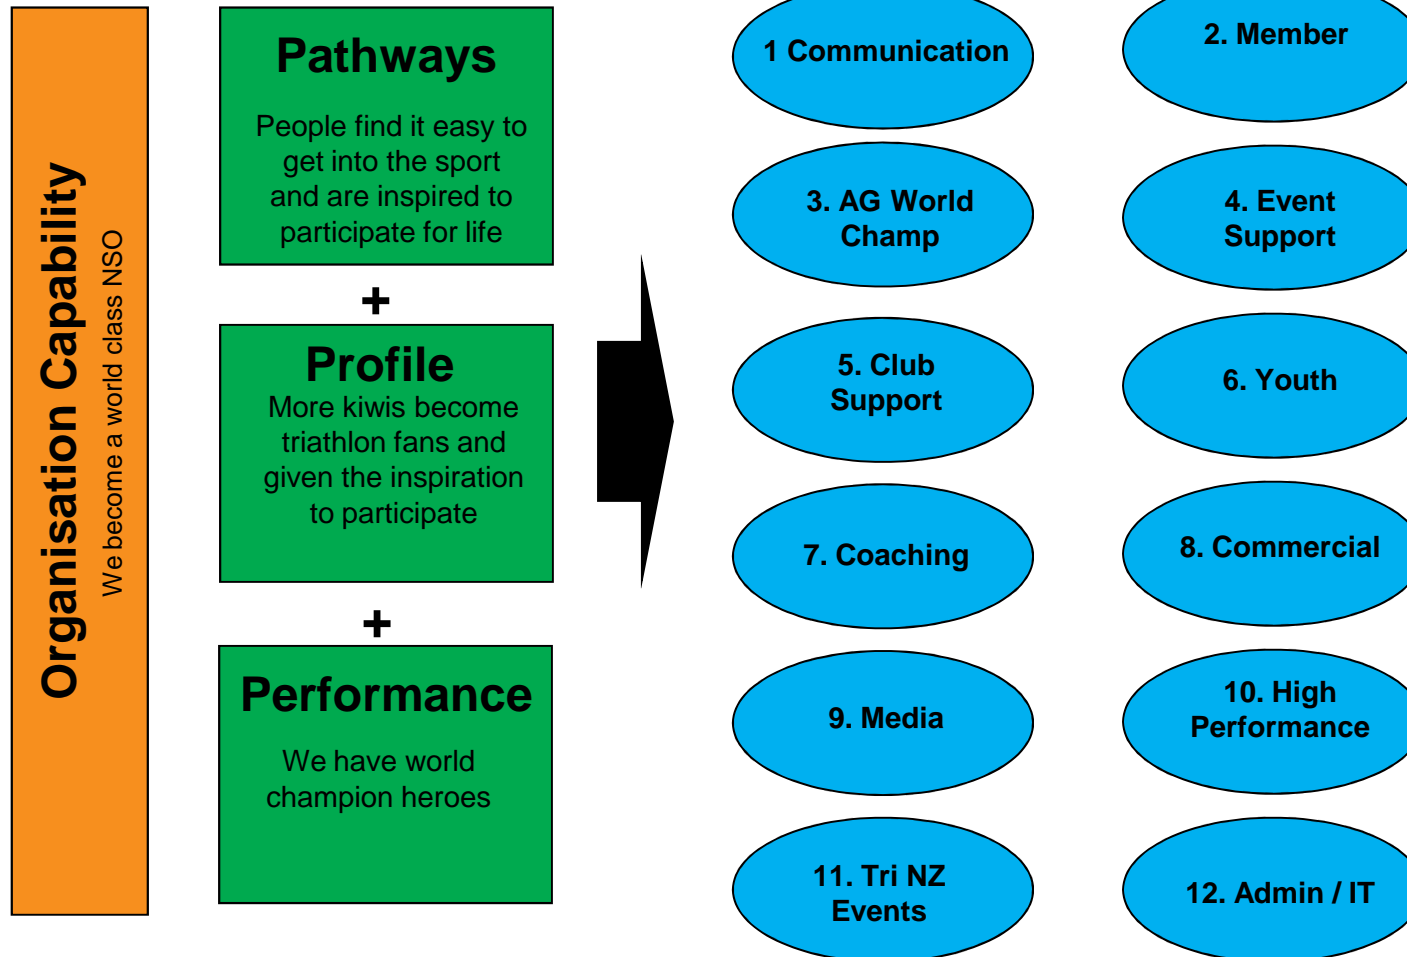 Organisation Capability
We become a world class NSO
Pathways
People find it easy to
get into the sport
and are inspired to
participate for life
+
Profile
More kiwis become
triathlon fans and
given the inspiration
to participate
+
Performance
We have world
champion heroes
1 Communication
2. Member
3. AG World
Champ
4. Event
Support
5. Club
Support
6. Youth
7. Coaching
8. Commercial
9. Media
10. High
Performance
11. Tri NZ
Events
12. Admin / IT